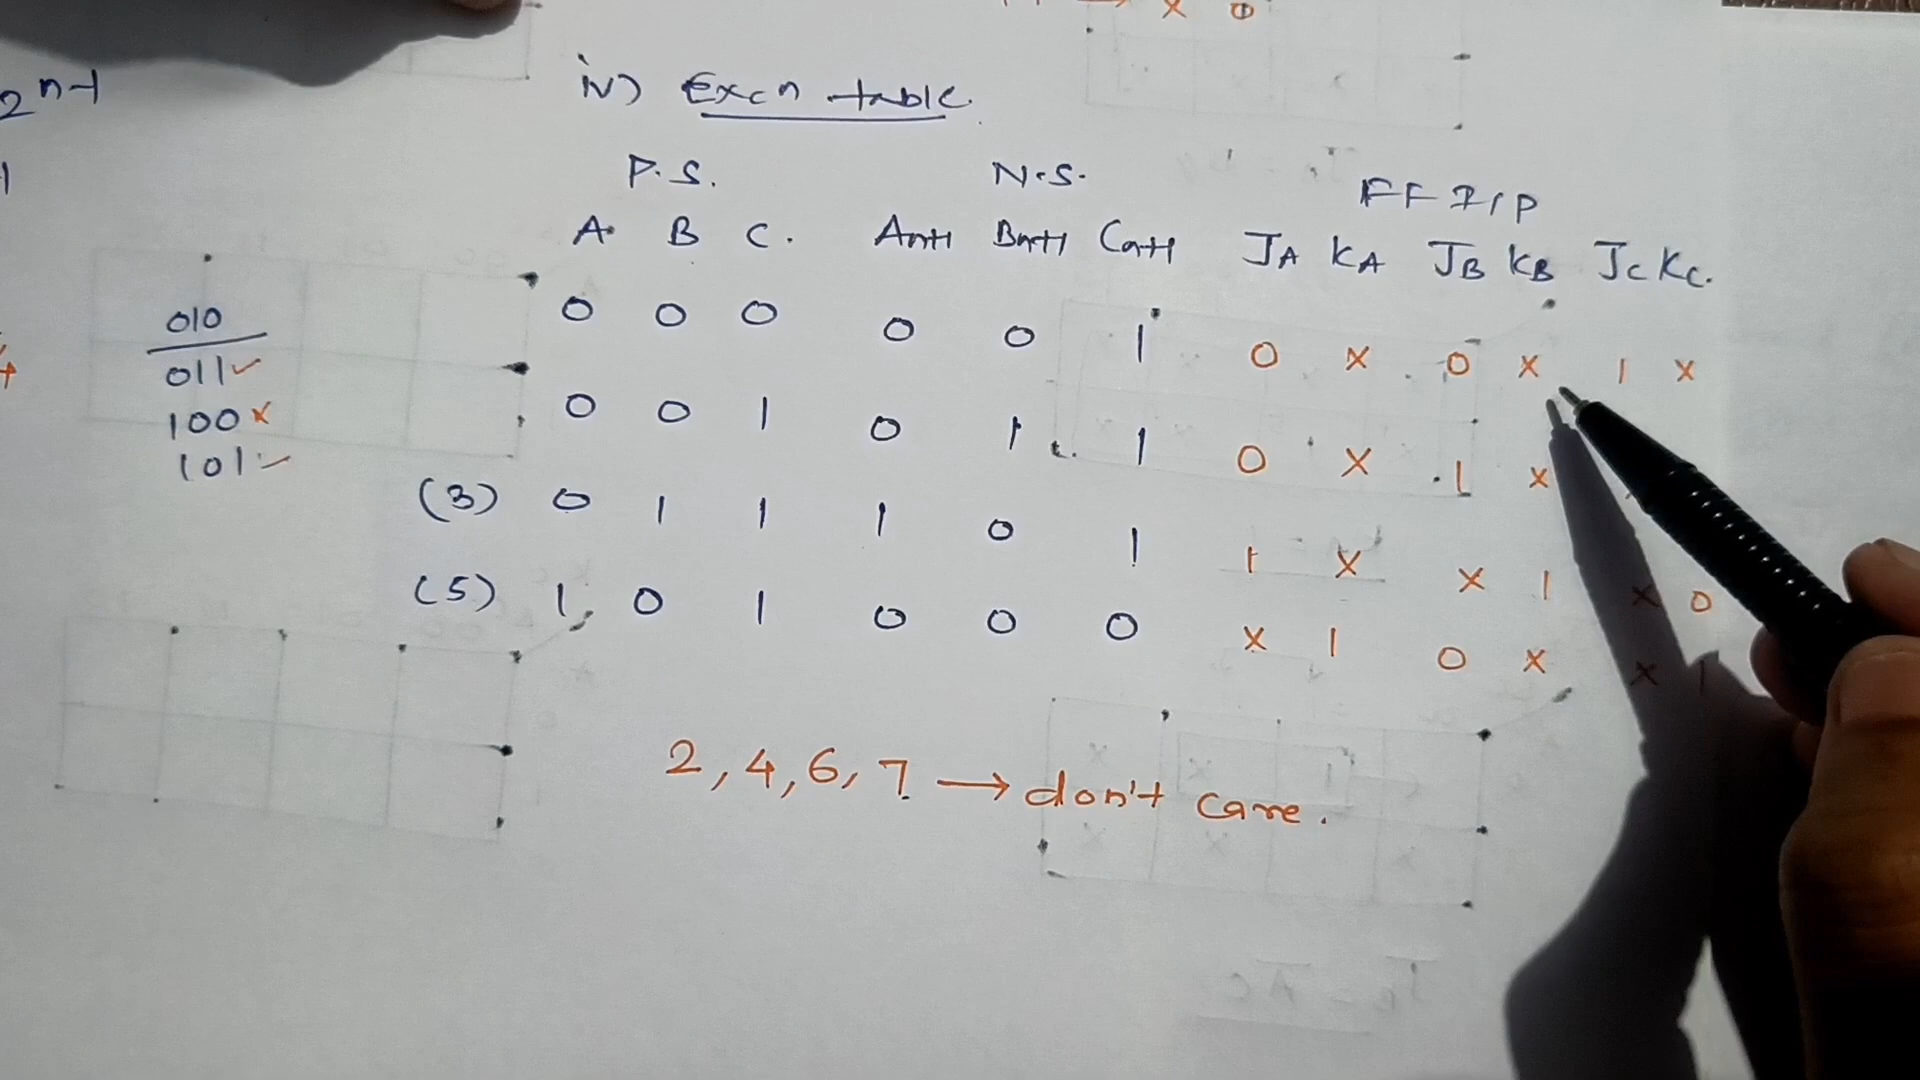 x 0
2^n-1
iv) Excn table.
P.S. N.S. FF I/P
A B C. An+1 Bn+1 Cn+1 JA KA JB KB JC KC.
0 0 0 0 0 1 0 x 0 x 1 x
0 0 1 0 1 1 0 x 1 x
(3) 0 1 1 1 0 1 1 x x 1 x 0
(5) 1 0 1 0 0 0 x 1 0 x x 1
010
011✓
100x
101✓
2, 4, 6, 7 → don't care.